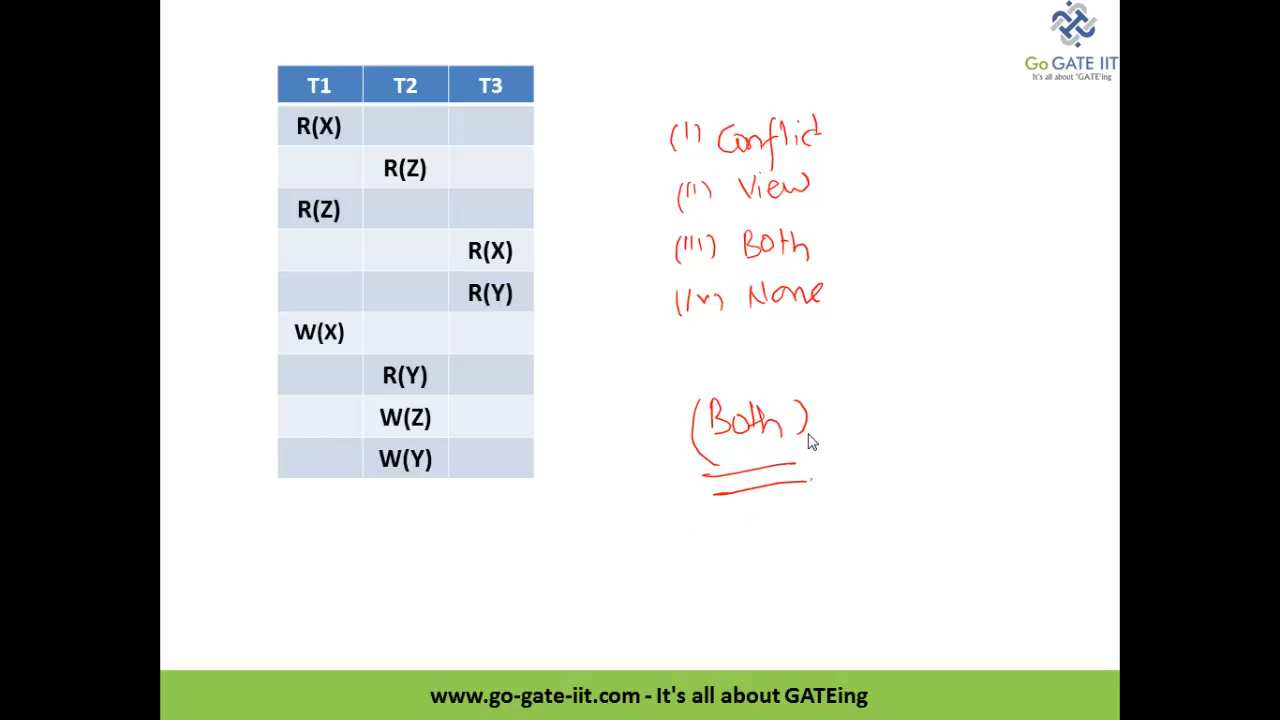 Go GATE IIT
It's all about 'GATE'ing
T1 T2 T3
R(X)
R(Z)
R(Z)
R(X)
R(Y)
W(X)
R(Y)
W(Z)
W(Y)
(i) Conflict
(ii) View
(iii) Both
(iv) None
(Both)
www.go-gate-iit.com - It's all about GATEing